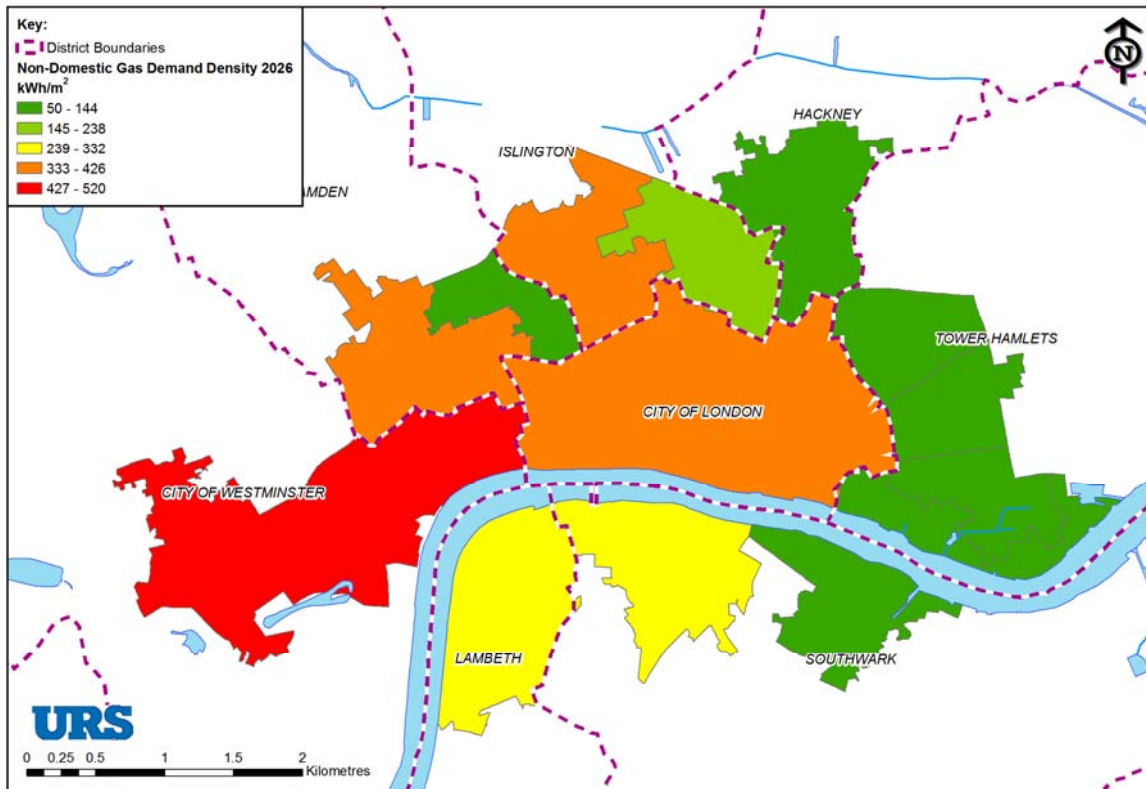 Key:
District Boundaries
Non-Domestic Gas Demand Density 2026
kWh/m²
50 - 144
145 - 238
239 - 332
333 - 426
427 - 520
N
HACKNEY
ISLINGTON
AMDEN
TOWER HAMLETS
CITY OF LONDON
CITY OF WESTMINSTER
LAMBETH
SOUTHWARK
URS
0 0.25 0.5 1 1.5 2
Kilometres